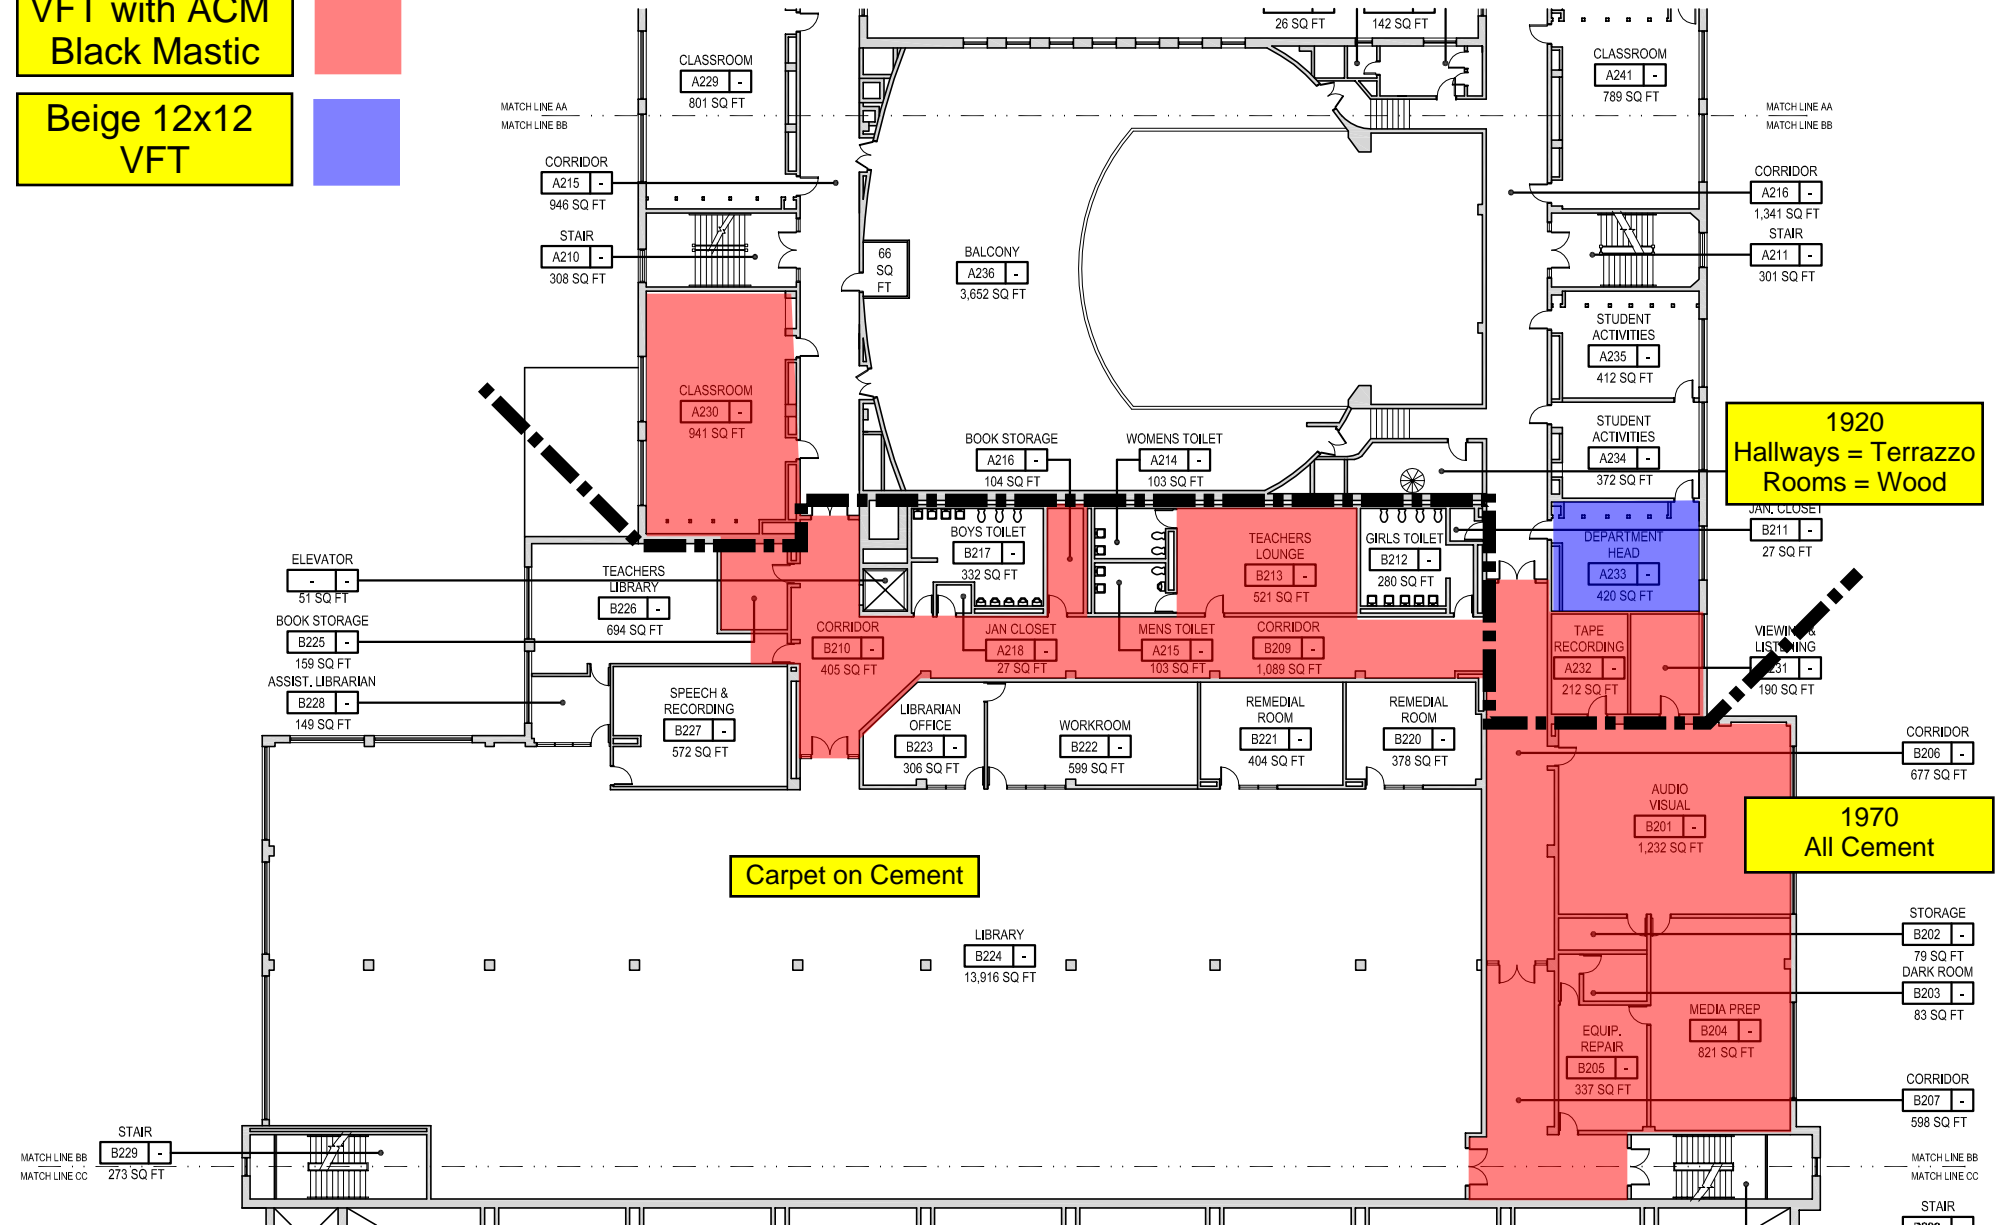 VFT with ACM
Black Mastic
Beige 12x12
VFT
26 SQ FT
142 SQ FT
CLASSROOM
A229 -
801 SQ FT
CLASSROOM
A241 -
789 SQ FT
MATCH LINE AA
MATCH LINE BB
MATCH LINE AA
MATCH LINE BB
CORRIDOR
A215 -
946 SQ FT
CORRIDOR
A216 -
1,341 SQ FT
STAIR
A210 -
308 SQ FT
66
SQ
FT
BALCONY
A236 -
3,652 SQ FT
STAIR
A211 -
301 SQ FT
STUDENT
ACTIVITIES
A235 -
412 SQ FT
CLASSROOM
A230 -
941 SQ FT
STUDENT
ACTIVITIES
A234 -
372 SQ FT
1920
Hallways = Terrazzo
Rooms = Wood
BOOK STORAGE
A216 -
104 SQ FT
WOMENS TOILET
A214 -
103 SQ FT
JAN. CLOSET
B211 -
27 SQ FT
BOYS TOILET
B217 -
332 SQ FT
TEACHERS
LOUNGE
B213 -
521 SQ FT
GIRLS TOILET
B212 -
280 SQ FT
DEPARTMENT
HEAD
A233 -
420 SQ FT
ELEVATOR
- -
51 SQ FT
TEACHERS
LIBRARY
B226 -
694 SQ FT
BOOK STORAGE
B225 -
159 SQ FT
CORRIDOR
B210 -
405 SQ FT
JAN CLOSET
A218 -
27 SQ FT
MENS TOILET
A215 -
103 SQ FT
CORRIDOR
B209 -
1,089 SQ FT
TAPE
RECORDING
A232 -
212 SQ FT
VIEWING &
LISTENING
A231 -
190 SQ FT
ASSIST. LIBRARIAN
B228 -
149 SQ FT
SPEECH &
RECORDING
B227 -
572 SQ FT
LIBRARIAN
OFFICE
B223 -
306 SQ FT
WORKROOM
B222 -
599 SQ FT
REMEDIAL
ROOM
B221 -
404 SQ FT
REMEDIAL
ROOM
B220 -
378 SQ FT
CORRIDOR
B206 -
677 SQ FT
AUDIO
VISUAL
B201 -
1,232 SQ FT
1970
All Cement
Carpet on Cement
LIBRARY
B224 -
13,916 SQ FT
STORAGE
B202 -
79 SQ FT
DARK ROOM
B203 -
83 SQ FT
MEDIA PREP
B204 -
821 SQ FT
EQUIP.
REPAIR
B205 -
337 SQ FT
CORRIDOR
B207 -
598 SQ FT
STAIR
B229 -
273 SQ FT
MATCH LINE BB
MATCH LINE CC
MATCH LINE BB
MATCH LINE CC
STAIR